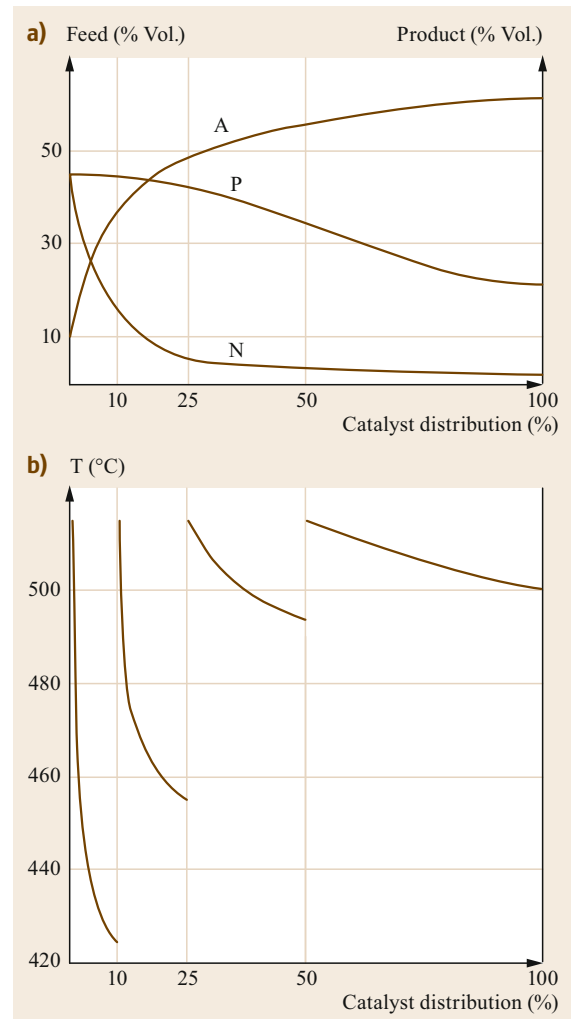 a) Feed (% Vol.) Product (% Vol.)
A
50
P
30
10
N
10 25 50 100
Catalyst distribution (%)
b) T (°C)
500
480
460
440
420
10 25 50 100
Catalyst distribution (%)